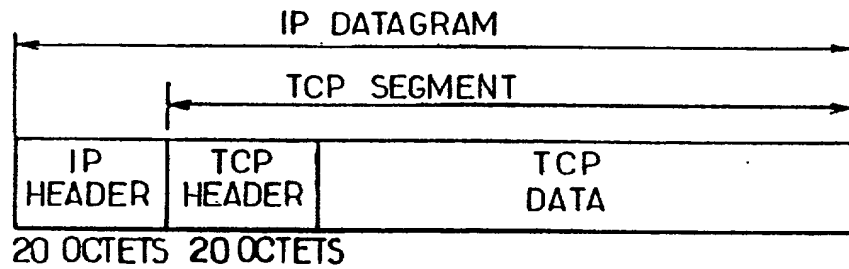 IP DATAGRAM
TCP SEGMENT
IP HEADER
TCP HEADER
TCP DATA
20 OCTETS 20 OCTETS